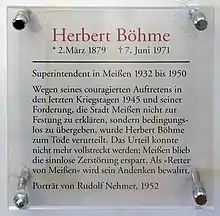 Herbert Böhme
* 2. März 1879 † 7. Juni 1971
Superintendent in Meißen 1932 bis 1950
Wegen seines couragierten Auftretens in
den letzten Kriegstagen 1945 und seiner
Forderung, die Stadt Meißen nicht zur
Festung zu erklären, sondern bedingungs-
los zu übergeben, wurde Herbert Böhme
zum Tode verurteilt. Das Urteil konnte
nicht mehr vollstreckt werden; Meißen blieb
die sinnlose Zerstörung erspart. Als »Retter
von Meißen« wird sein Andenken bewahrt.
Porträt von Rudolf Nehmer, 1952